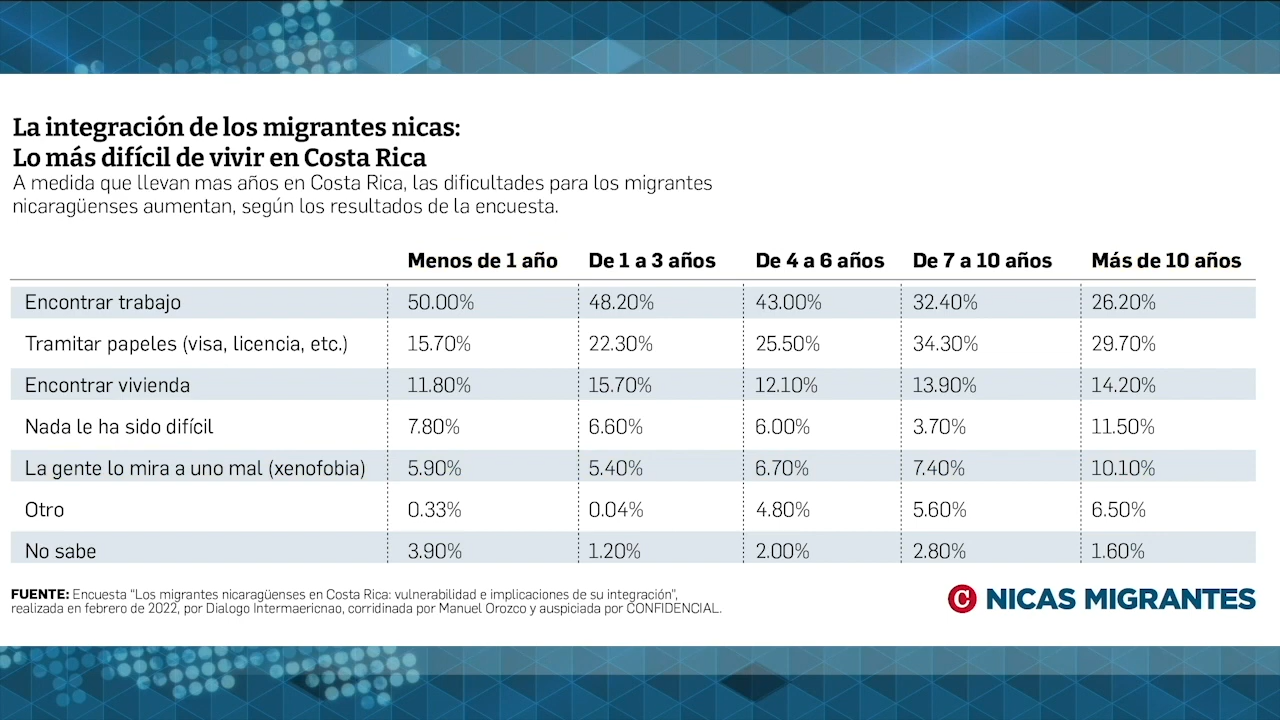 La integración de los migrantes nicas:
Lo más difícil de vivir en Costa Rica
A medida que llevan mas años en Costa Rica, las dificultades para los migrantes
nicaragüenses aumentan, según los resultados de la encuesta.
Menos de 1 año De 1 a 3 años De 4 a 6 años De 7 a 10 años Más de 10 años
Encontrar trabajo 50.00% 48.20% 43.00% 32.40% 26.20%
Tramitar papeles (visa, licencia, etc.) 15.70% 22.30% 25.50% 34.30% 29.70%
Encontrar vivienda 11.80% 15.70% 12.10% 13.90% 14.20%
Nada le ha sido difícil 7.80% 6.60% 6.00% 3.70% 11.50%
La gente lo mira a uno mal (xenofobia) 5.90% 5.40% 6.70% 7.40% 10.10%
Otro 0.33% 0.04% 4.80% 5.60% 6.50%
No sabe 3.90% 1.20% 2.00% 2.80% 1.60%
FUENTE: Encuesta "Los migrantes nicaragüenses en Costa Rica: vulnerabilidad e implicaciones de su integración",
realizada en febrero de 2022, por Dialogo Intermaericnao, corridinada por Manuel Orozco y auspiciada por CONFIDENCIAL.
C NICAS MIGRANTES